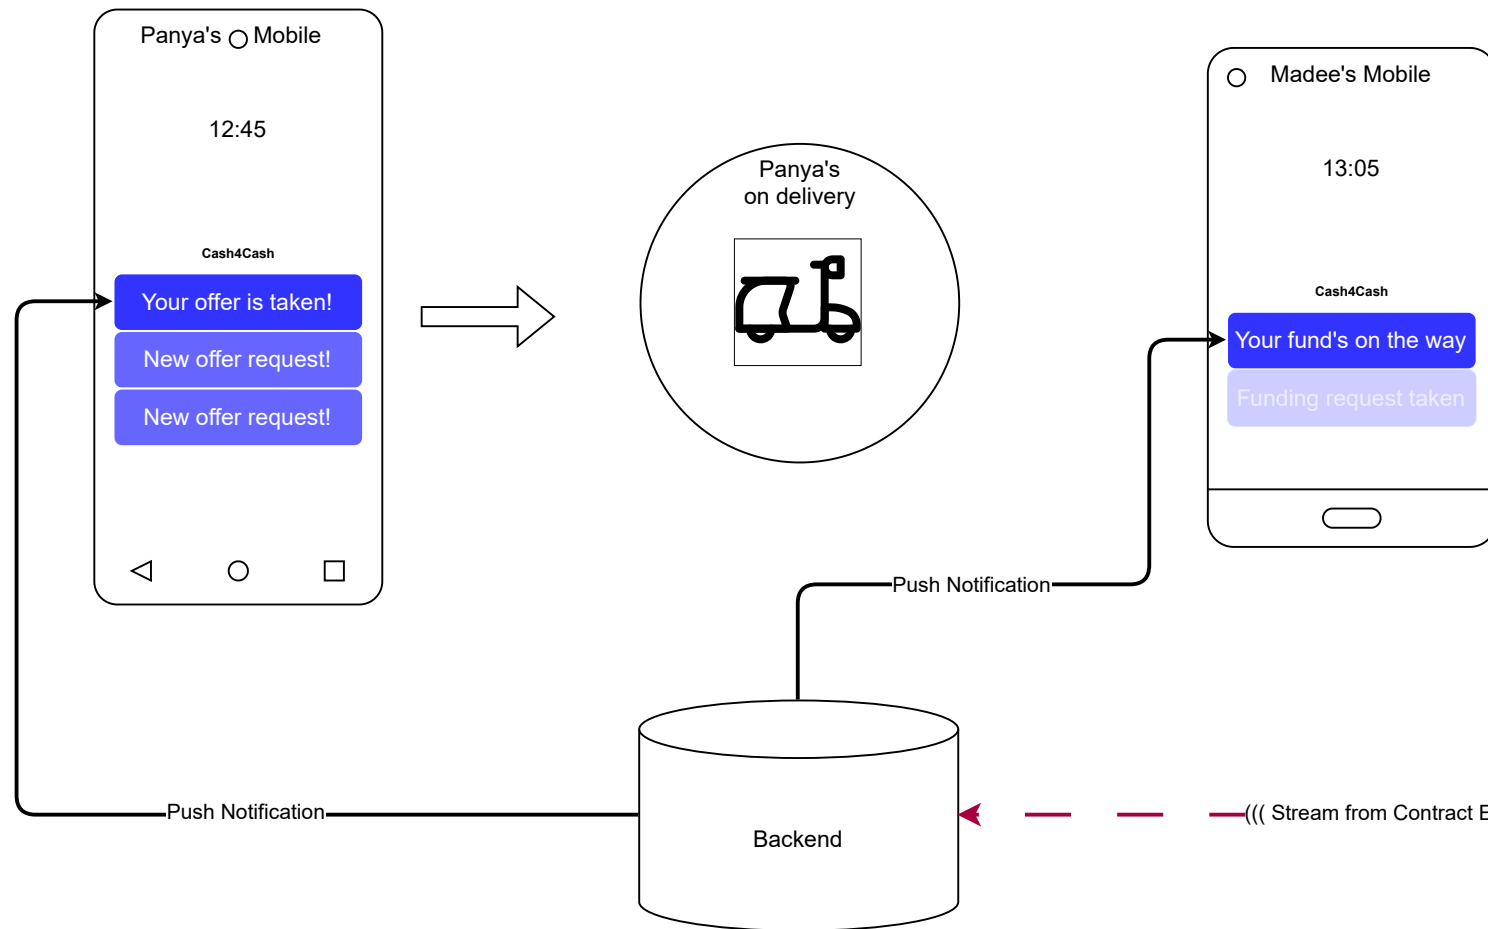 Panya's Mobile
12:45
Cash4Cash
Your offer is taken!
New offer request!
New offer request!
Panya's
on delivery
Madee's Mobile
13:05
Cash4Cash
Your fund's on the way
Funding request taken
Push Notification
Push Notification
Backend
((( Stream from Contract